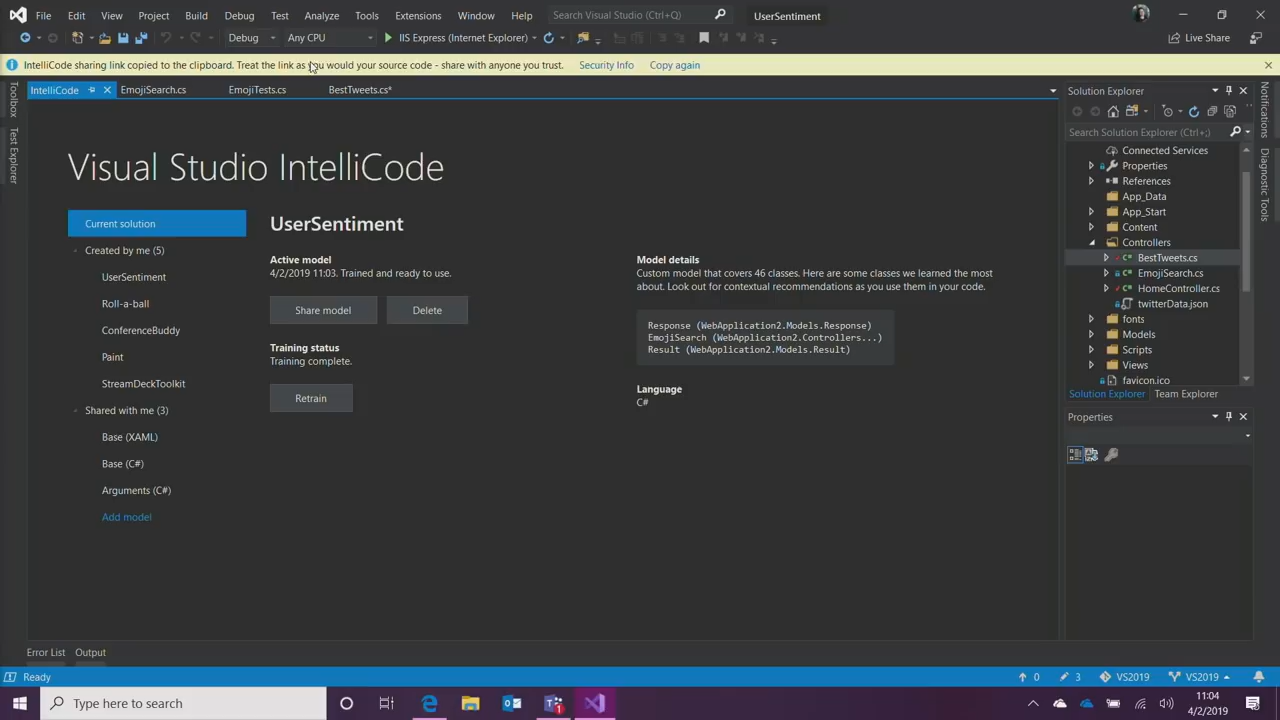 File Edit View Project Build Debug Test Analyze Tools Extensions Window Help Search Visual Studio (Ctrl+Q) UserSentiment
Debug Any CPU IIS Express (Internet Explorer) Live Share
IntelliCode sharing link copied to the clipboard. Treat the link as you would your source code - share with anyone you trust. Security Info Copy again
Toolbox
Test Explorer
IntelliCode EmojiSearch.cs EmojiTests.cs BestTweets.cs*
Visual Studio IntelliCode
Current solution
Created by me (5)
UserSentiment
Roll-a-ball
ConferenceBuddy
Paint
StreamDeckToolkit
Shared with me (3)
Base (XAML)
Base (C#)
Arguments (C#)
Add model
UserSentiment
Active model
4/2/2019 11:03. Trained and ready to use.
Share model Delete
Training status
Training complete.
Retrain
Model details
Custom model that covers 46 classes. Here are some classes we learned the most
about. Look out for contextual recommendations as you use them in your code.
Response (WebApplication2.Models.Response)
EmojiSearch (WebApplication2.Controllers...)
Result (WebApplication2.Models.Result)
Language
C#
Solution Explorer
Search Solution Explorer (Ctrl+;)
Connected Services
Properties
References
App_Data
App_Start
Content
Controllers
C# BestTweets.cs
C# EmojiSearch.cs
C# HomeController.cs
twitterData.json
fonts
Models
Scripts
Views
favicon.ico
Solution Explorer Team Explorer
Properties
Notifications
Diagnostic Tools
Error List Output
Ready 0 3 VS2019 VS2019
Type here to search 11:04
4/2/2019